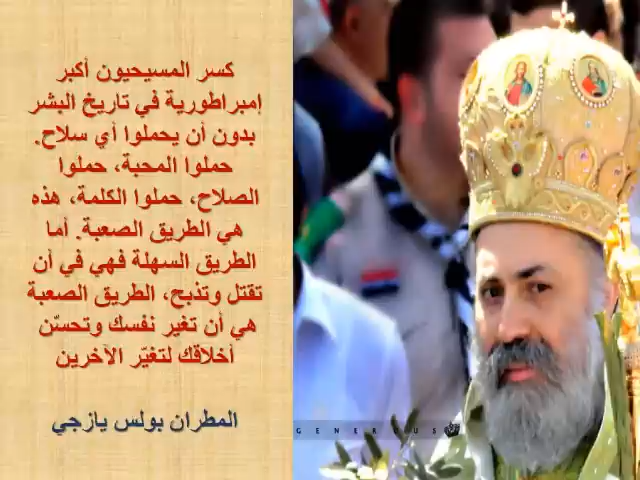 كسر المسيحيون أكبر
إمبراطورية في تاريخ البشر
بدون أن يحملوا أي سلاح.
حملوا المحبة، حملوا
الصلاح، حملوا الكلمة، هذه
هي الطريق الصعبة. أما
الطريق السهلة فهي في أن
تقتل وتذبح، الطريق الصعبة
هي أن تغير نفسك وتحسّن
أخلاقك لتغيّر الآخرين
المطران بولس يازجي
GENEROUS